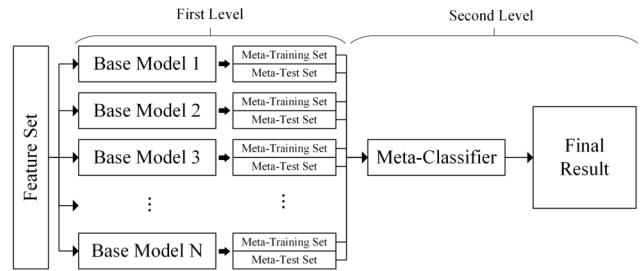 First Level
Second Level
Feature Set
Base Model 1
Meta-Training Set
Meta-Test Set
Base Model 2
Meta-Training Set
Meta-Test Set
Base Model 3
Meta-Training Set
Meta-Test Set
⋮
⋮
Base Model N
Meta-Training Set
Meta-Test Set
Meta-Classifier
Final
Result